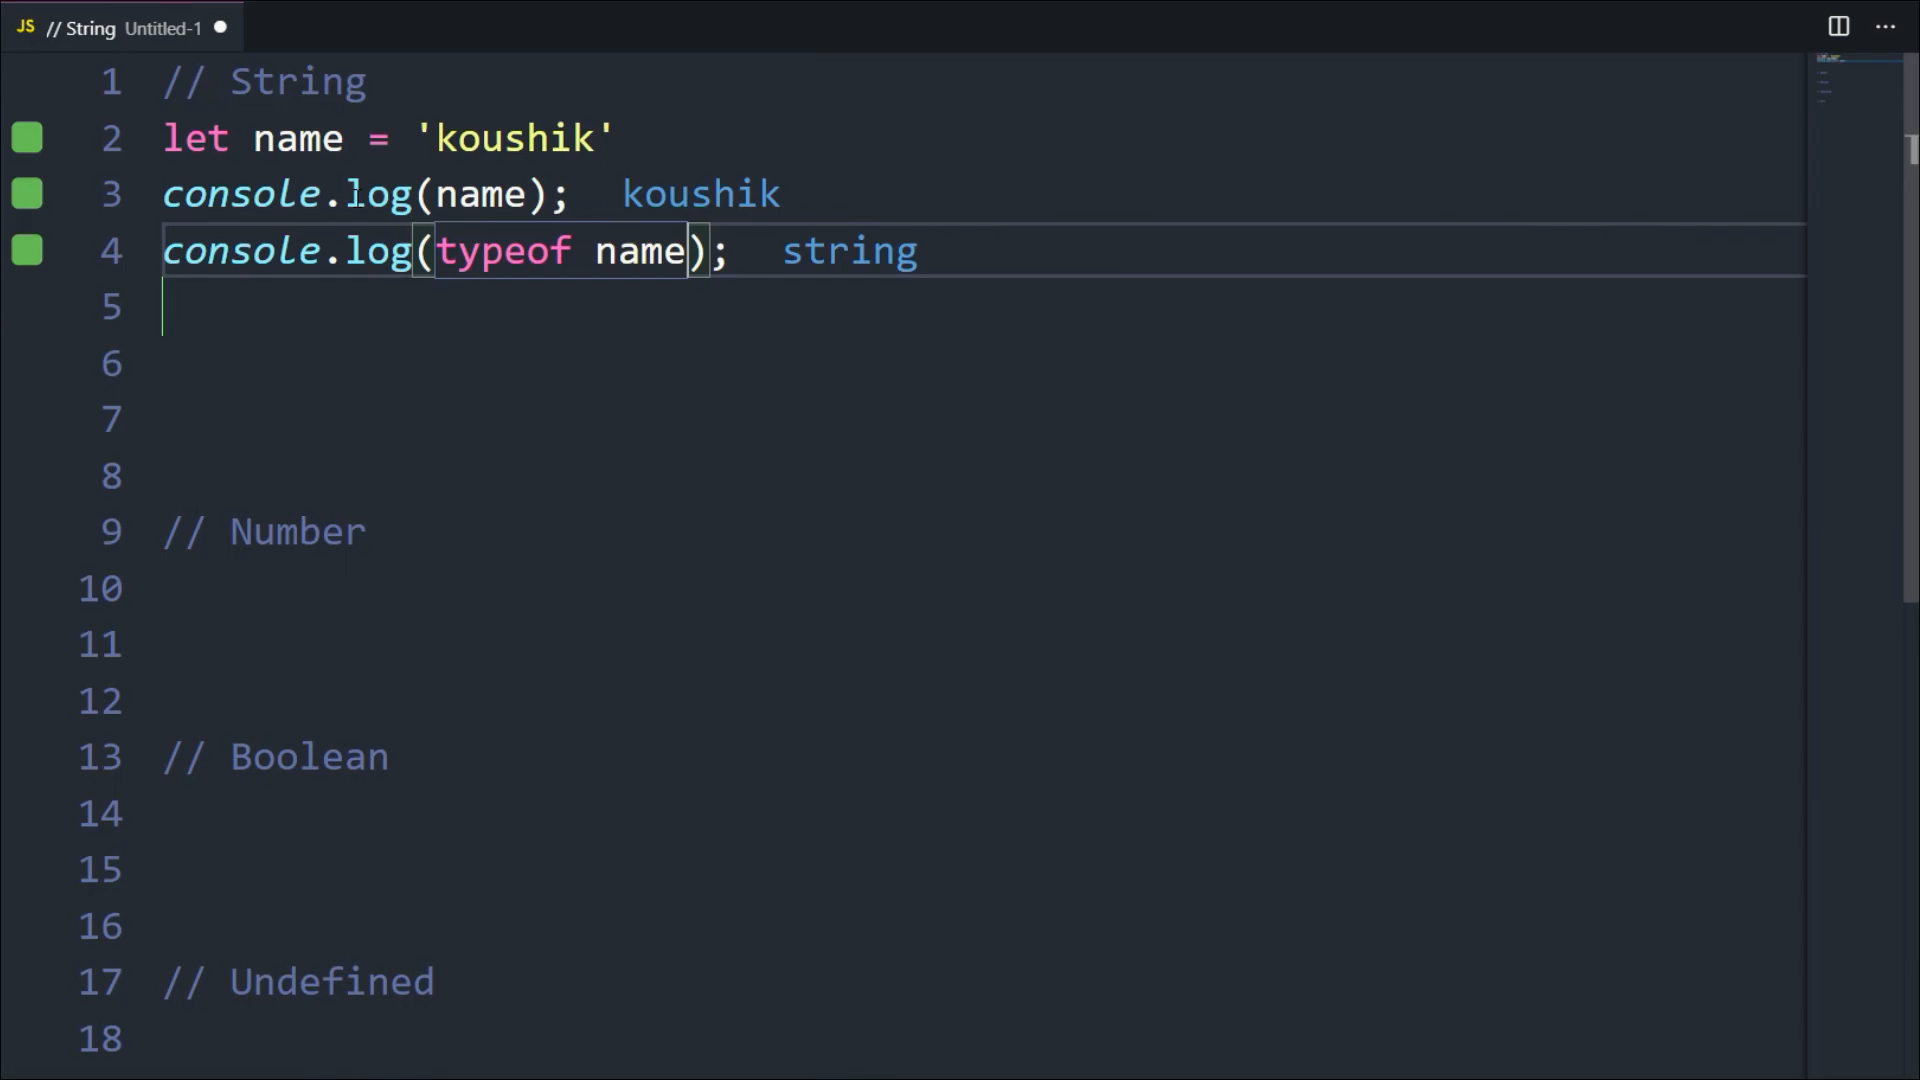 JS // String Untitled-1
1 // String
2 let name = 'koushik'
3 console.log(name); koushik
4 console.log(typeof name); string
5
6
7
8
9 // Number
10
11
12
13 // Boolean
14
15
16
17 // Undefined
18